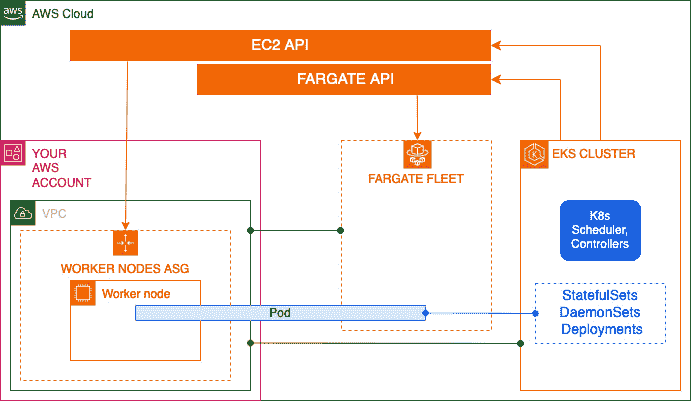 aws
AWS Cloud
EC2 API
FARGATE API
YOUR
AWS
ACCOUNT
FARGATE FLEET
EKS CLUSTER
VPC
K8s
Scheduler,
Controllers
WORKER NODES ASG
Worker node
Pod
StatefulSets
DaemonSets
Deployments